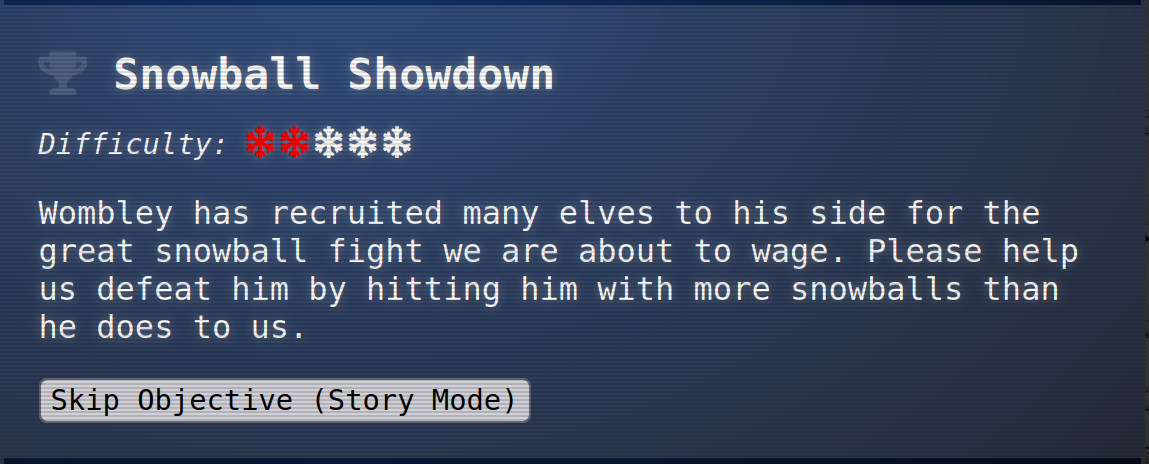 Snowball Showdown
Difficulty:
Wombley has recruited many elves to his side for the
great snowball fight we are about to wage. Please help
us defeat him by hitting him with more snowballs than
he does to us.
Skip Objective (Story Mode)